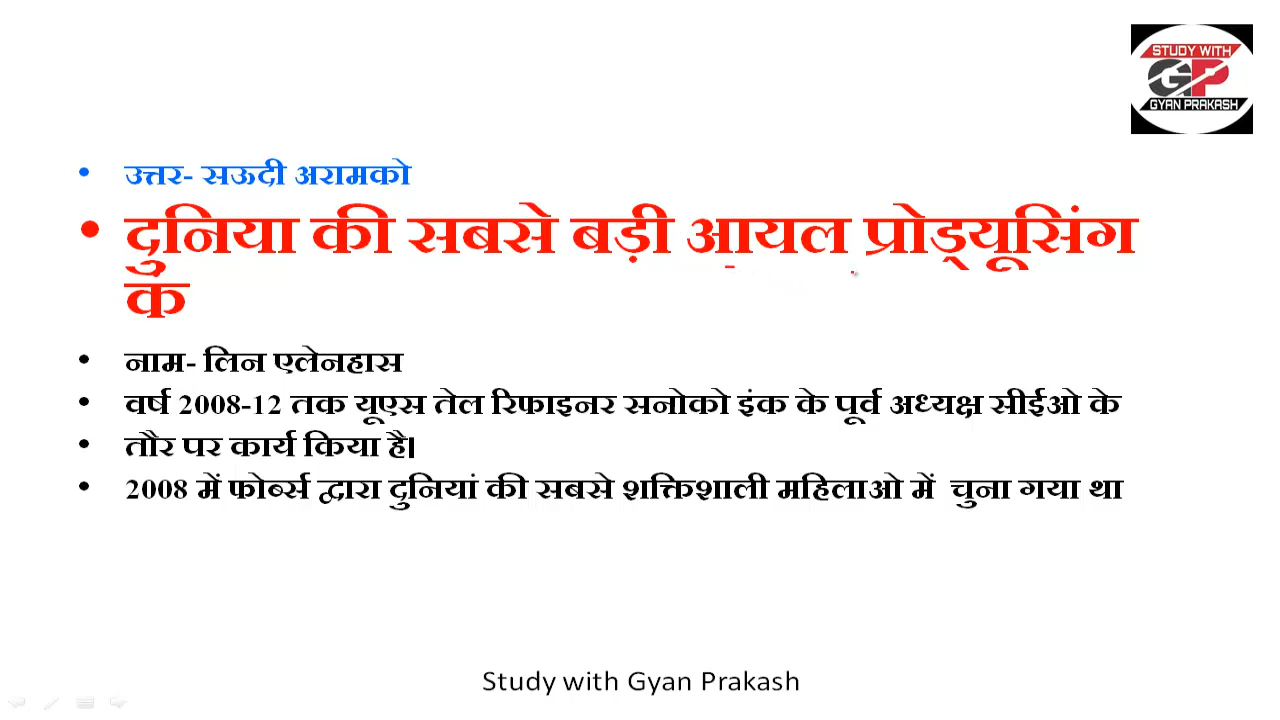 STUDY WITH
GP
GYAN PRAKASH
• उत्तर- सऊदी अरामको
• दुनिया की सबसे बड़ी आयल प्रोड्यूसिंग
• नाम- लिन एलेनहास
• वर्ष 2008-12 तक यूएस तेल रिफाइनर सनोको इंक के पूर्व अध्यक्ष सीईओ के
• तौर पर कार्य किया है।
• 2008 में फोर्ब्स द्वारा दुनियां की सबसे शक्तिशाली महिलाओ में चुना गया था
Study with Gyan Prakash